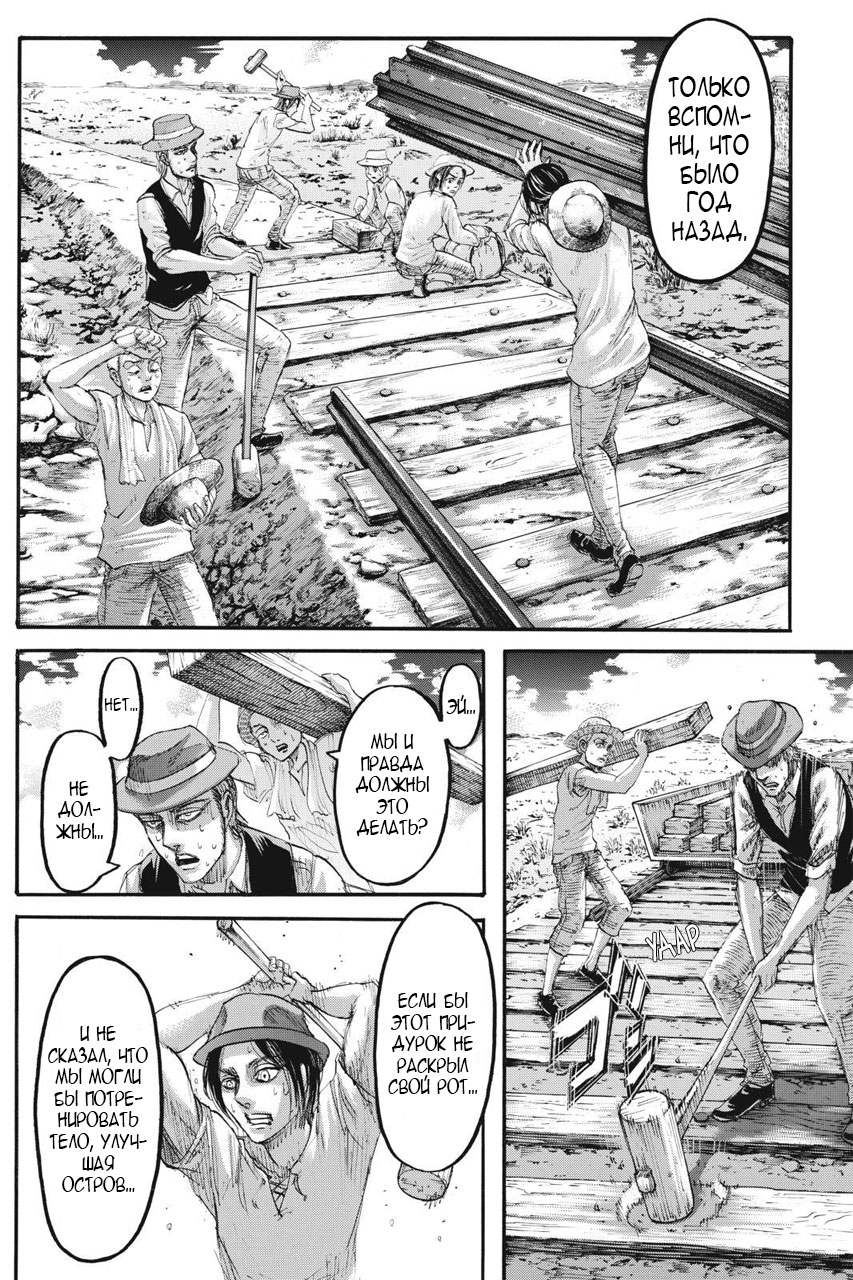 ТОЛЬКО
ВСПОМ-
НИ, ЧТО
БЫЛО
ГОД
НАЗАД.
ЭЙ...
МЫ И
ПРАВДА
ДОЛЖНЫ
ЭТО
ДЕЛАТЬ?
НЕТ...
НЕ
ДОЛ-
ЖНЫ...
УДАР
ЕСЛИ БЫ
ЭТОТ ПРИ-
ДУРОК НЕ
РАСКРЫЛ
СВОЙ РОТ...
И НЕ
СКАЗАЛ, ЧТО
МЫ МОГЛИ
БЫ ПОТРЕ-
НИРОВАТЬ
ТЕЛО, УЛУЧ-
ШАЯ
ОСТРОВ...